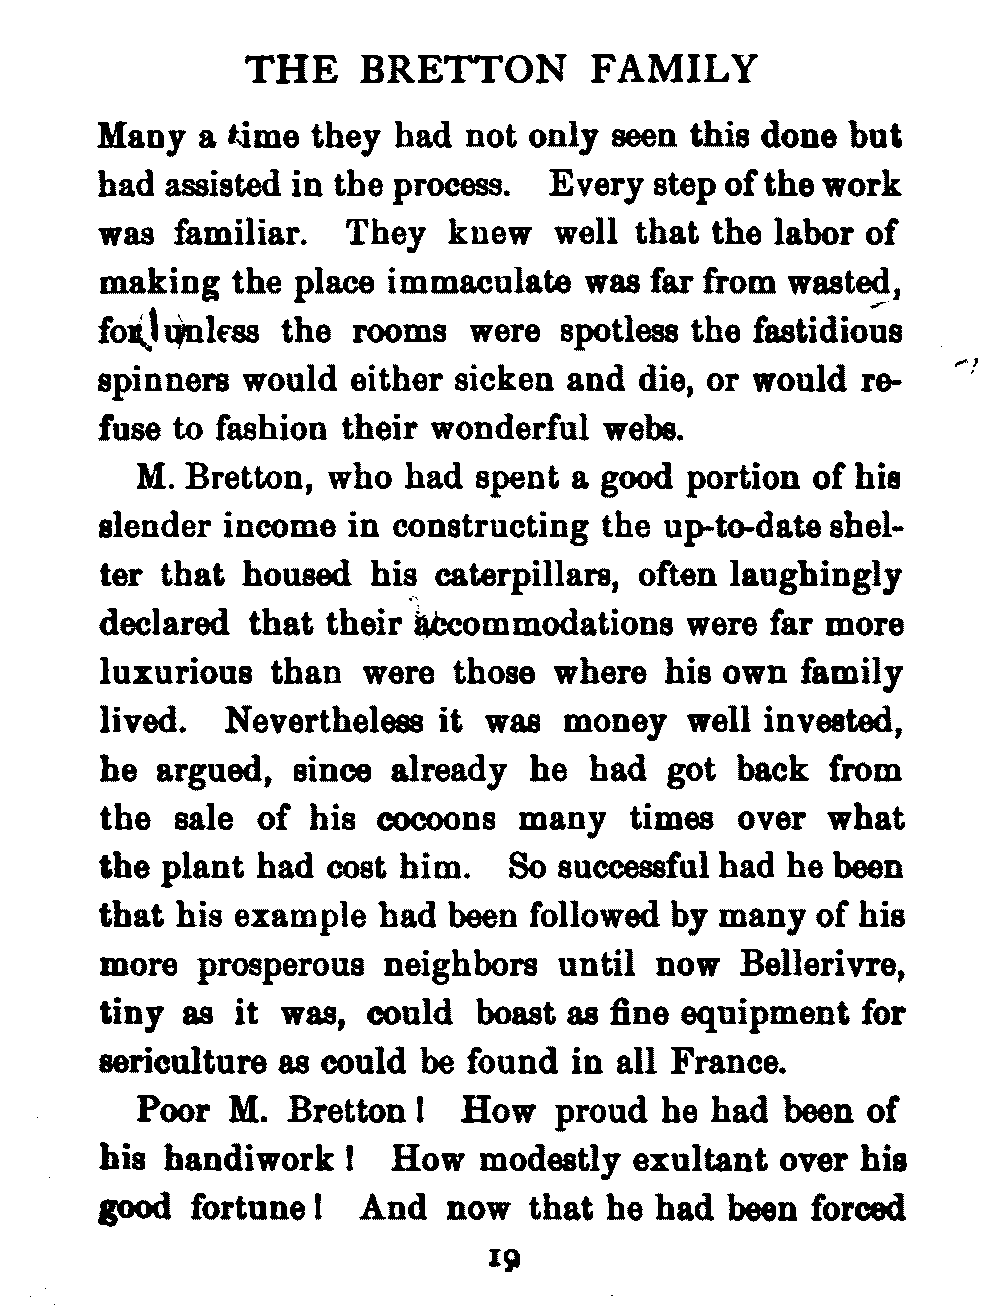 THE BRETTON FAMILY
Many a time they had not only seen this done but
had assisted in the process. Every step of the work
was familiar. They knew well that the labor of
making the place immaculate was far from wasted,
for unless the rooms were spotless the fastidious
spinners would either sicken and die, or would re-
fuse to fashion their wonderful webs.
M. Bretton, who had spent a good portion of his
slender income in constructing the up-to-date shel-
ter that housed his caterpillars, often laughingly
declared that their accommodations were far more
luxurious than were those where his own family
lived. Nevertheless it was money well invested,
he argued, since already he had got back from
the sale of his cocoons many times over what
the plant had cost him. So successful had he been
that his example had been followed by many of his
more prosperous neighbors until now Bellerivre,
tiny as it was, could boast as fine equipment for
sericulture as could be found in all France.
Poor M. Bretton! How proud he had been of
his handiwork! How modestly exultant over his
good fortune! And now that he had been forced
19